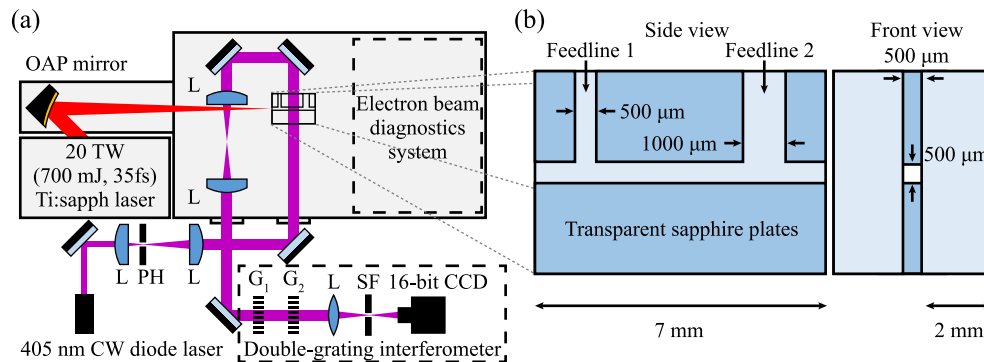 (a)
OAP mirror
L
20 TW
(700 mJ, 35fs)
Ti:sapph laser
L
Electron beam
diagnostics
system
L
PH
L
405 nm CW diode laser
G1
G2
L
SF
16-bit CCD
Double-grating interferometer
(b)
Side view
Feedline 1
Feedline 2
500 μm
1000 μm
Transparent sapphire plates
7 mm
Front view
500 μm
500 μm
2 mm